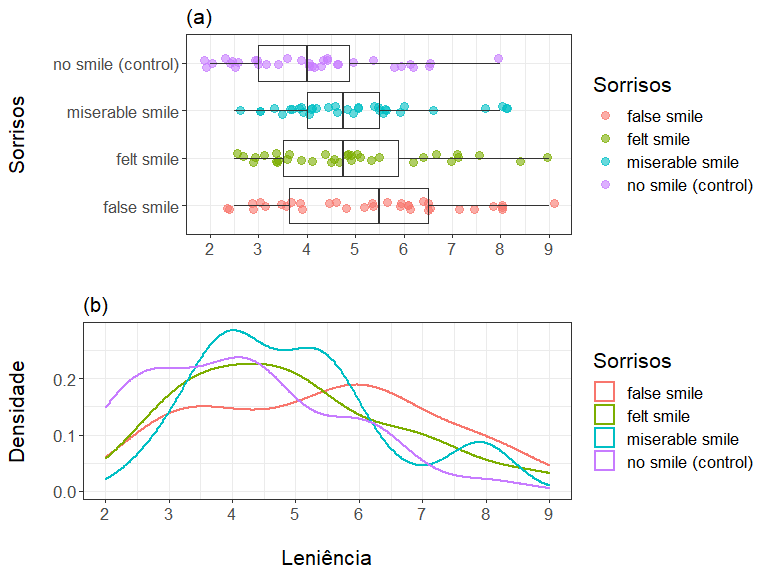 (a)
Sorrisos
no smile (control)
miserable smile
felt smile
false smile
2 3 4 5 6 7 8 9
Sorrisos
false smile
felt smile
miserable smile
no smile (control)
(b)
Densidade
0.2
0.1
0.0
2 3 4 5 6 7 8 9
Leniência
Sorrisos
false smile
felt smile
miserable smile
no smile (control)